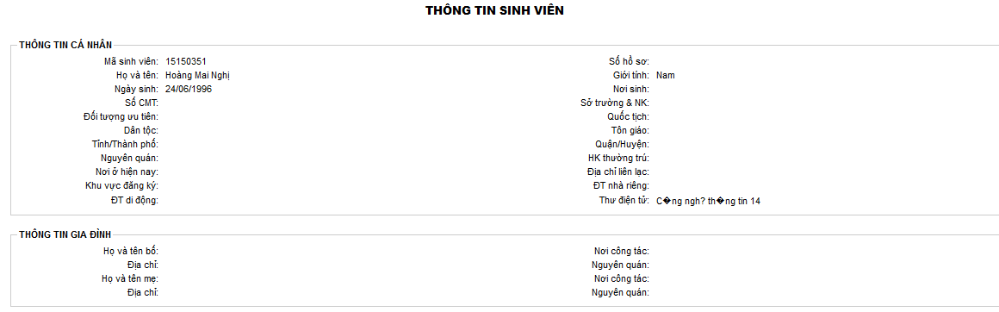 THÔNG TIN SINH VIÊN
THÔNG TIN CÁ NHÂN
Mã sinh viên: 15150351 Số hồ sơ:
Họ và tên: Hoàng Mai Nghị Giới tính: Nam
Ngày sinh: 24/06/1996 Nơi sinh:
Số CMT: Sở trường & NK:
Đối tượng ưu tiên: Quốc tịch:
Dân tộc: Tôn giáo:
Tỉnh/Thành phố: Quận/Huyện:
Nguyên quán: HK thường trú:
Nơi ở hiện nay: Địa chỉ liên lạc:
Khu vực đăng ký: ĐT nhà riêng:
ĐT di động: Thư điện tử: C�ng ngh? th�ng tin 14
THÔNG TIN GIA ĐÌNH
Họ và tên bố: Nơi công tác:
Địa chỉ: Nguyên quán:
Họ và tên mẹ: Nơi công tác:
Địa chỉ: Nguyên quán: